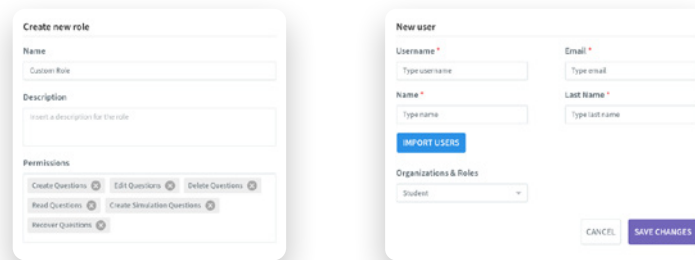 Create new role
Name
Custom Role
Description
Insert a description for the role
Permissions
Create Questions
Edit Questions
Delete Questions
Read Questions
Create Simulation Questions
Recover Questions
New user
Username *
Email *
Type username
Type email
Name *
Last Name *
Type name
Type last name
IMPORT USERS
Organizations & Roles
Student
CANCEL
SAVE CHANGES